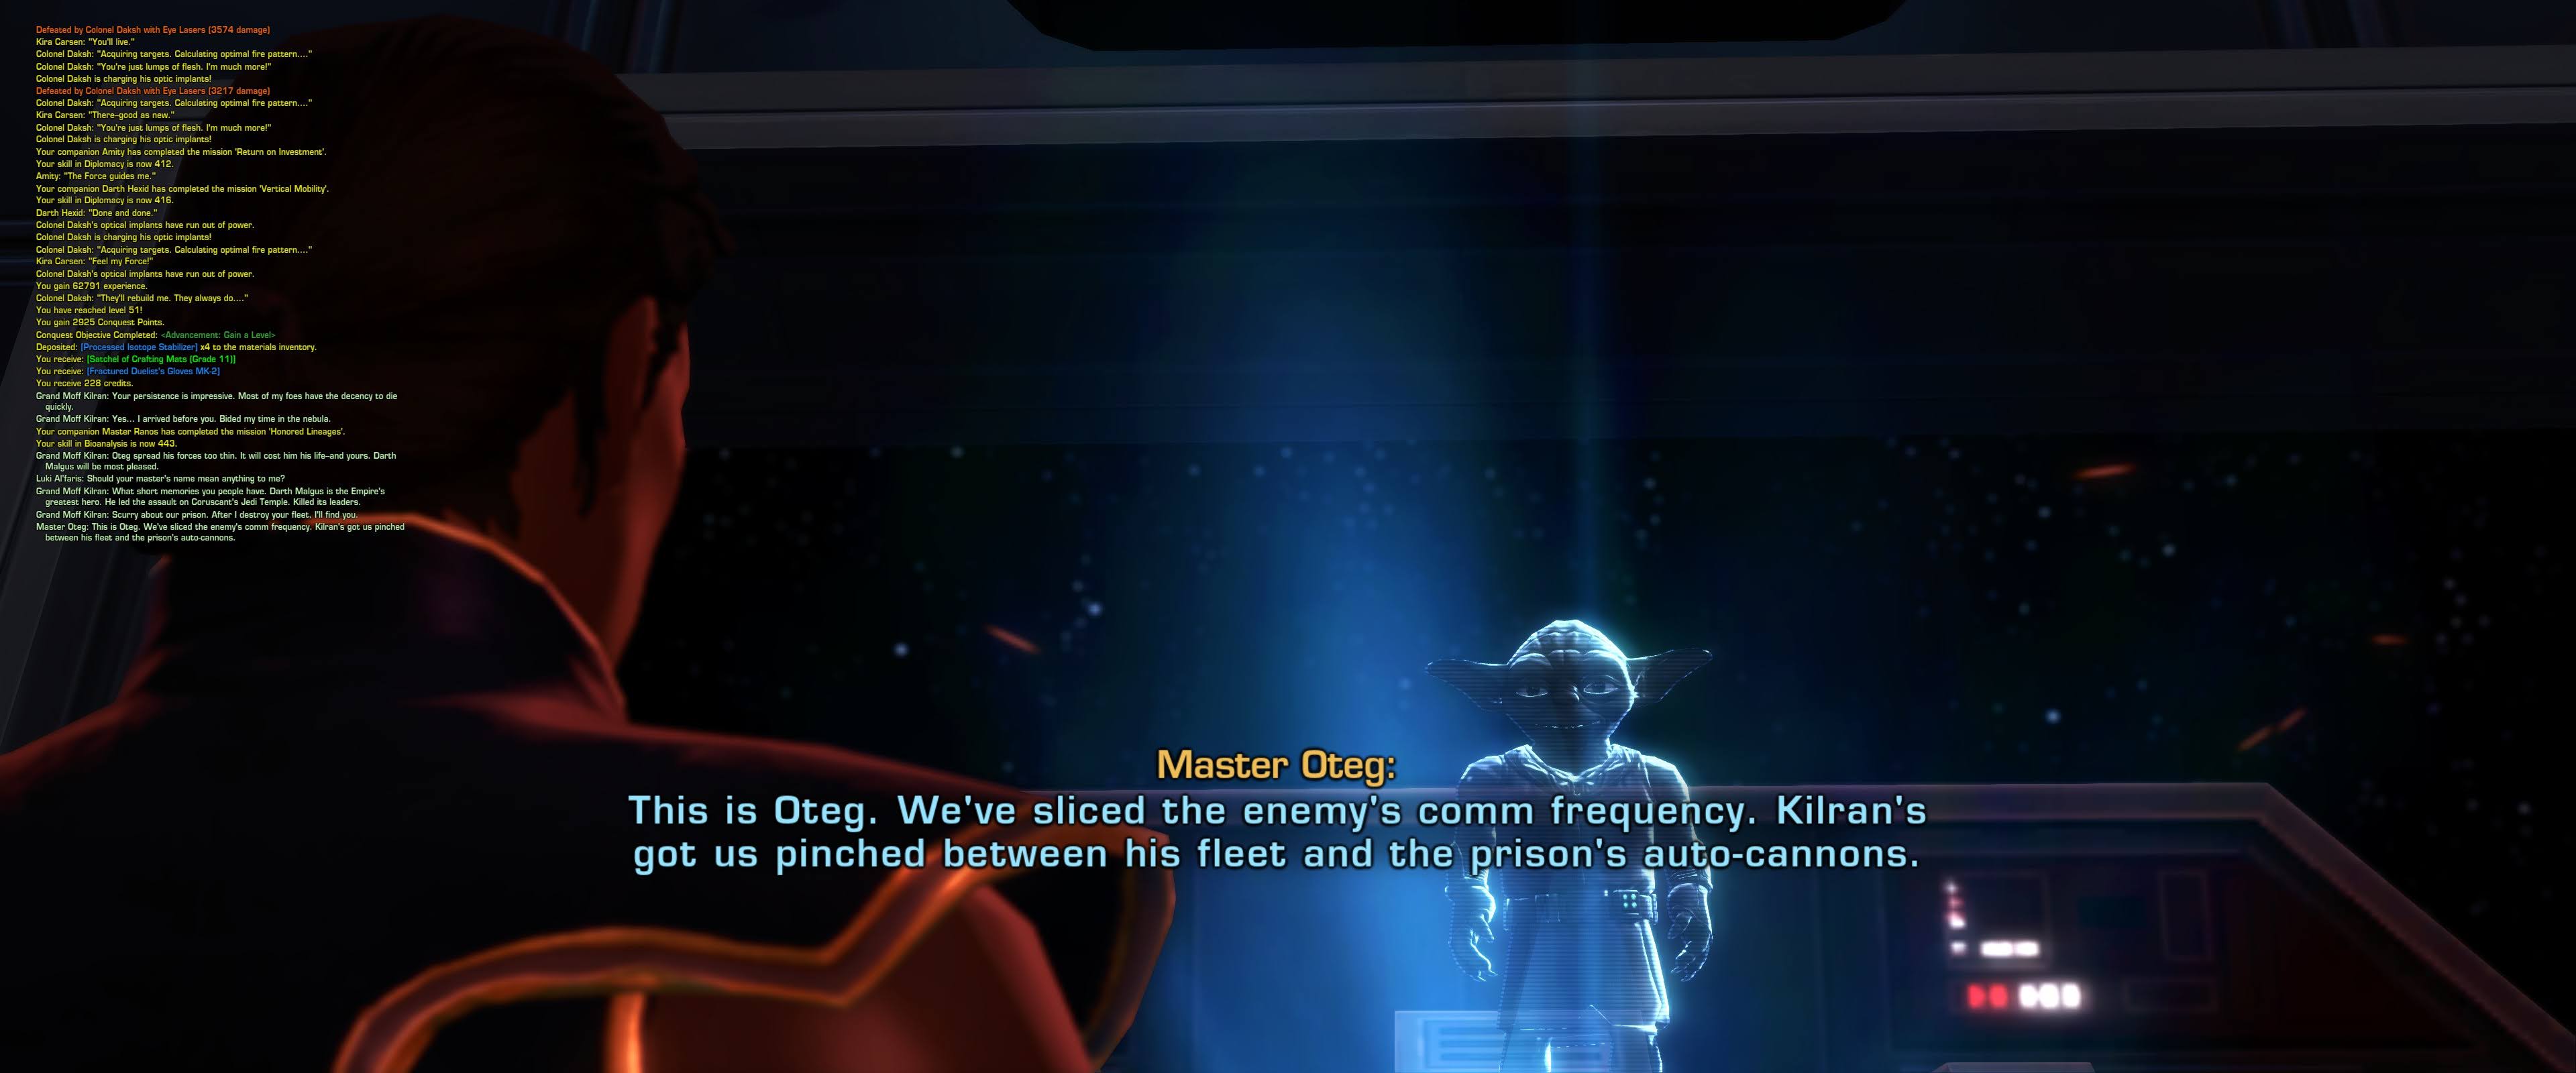 Defeated by Colonel Daksh with Eye Lasers (3574 damage)
Kira Carsen: "You'll live."
Colonel Daksh: "Acquiring targets. Calculating optimal fire pattern...."
Colonel Daksh: "You're just lumps of flesh. I'm much more!"
Colonel Daksh is charging his optic implants!
Defeated by Colonel Daksh with Eye Lasers (3217 damage)
Colonel Daksh: "Acquiring targets. Calculating optimal fire pattern...."
Kira Carsen: "There–good as new."
Colonel Daksh: "You're just lumps of flesh. I'm much more!"
Colonel Daksh is charging his optic implants!
Your companion Amity has completed the mission 'Return on Investment'.
Your skill in Diplomacy is now 412.
Amity: "The Force guides me."
Your companion Darth Hexid has completed the mission 'Vertical Mobility'.
Your skill in Diplomacy is now 416.
Darth Hexid: "Done and done."
Colonel Daksh's optical implants have run out of power.
Colonel Daksh is charging his optic implants!
Colonel Daksh: "Acquiring targets. Calculating optimal fire pattern...."
Kira Carsen: "Feel my Force!"
Colonel Daksh's optical implants have run out of power.
You gain 62791 experience.
Colonel Daksh: "They'll rebuild me. They always do...."
You have reached level 51!
You gain 2925 Conquest Points.
Conquest Objective Completed: <Advancement: Gain a Level>
Deposited: [Processed Isotope Stabilizer] x4 to the materials inventory.
You receive: [Satchel of Crafting Mats (Grade 11)]
You receive: [Fractured Duelist's Gloves MK-2]
You receive 228 credits.
Grand Moff Kilran: Your persistence is impressive. Most of my foes have the decency to die
quickly.
Grand Moff Kilran: Yes... I arrived before you. Bided my time in the nebula.
Your companion Master Ranos has completed the mission 'Honored Lineages'.
Your skill in Bioanalysis is now 443.
Grand Moff Kilran: Oteg spread his forces too thin. It will cost him his life–and yours. Darth
Malgus will be most pleased.
Luki Al'faris: Should your master's name mean anything to me?
Grand Moff Kilran: What short memories you people have. Darth Malgus is the Empire's
greatest hero. He led the assault on Coruscant's Jedi Temple. Killed its leaders.
Grand Moff Kilran: Scurry about our prison. After I destroy your fleet, I'll find you.
Master Oteg: This is Oteg. We've sliced the enemy's comm frequency. Kilran's got us pinched
between his fleet and the prison's auto-cannons.
Master Oteg:
This is Oteg. We've sliced the enemy's comm frequency. Kilran's
got us pinched between his fleet and the prison's auto-cannons.